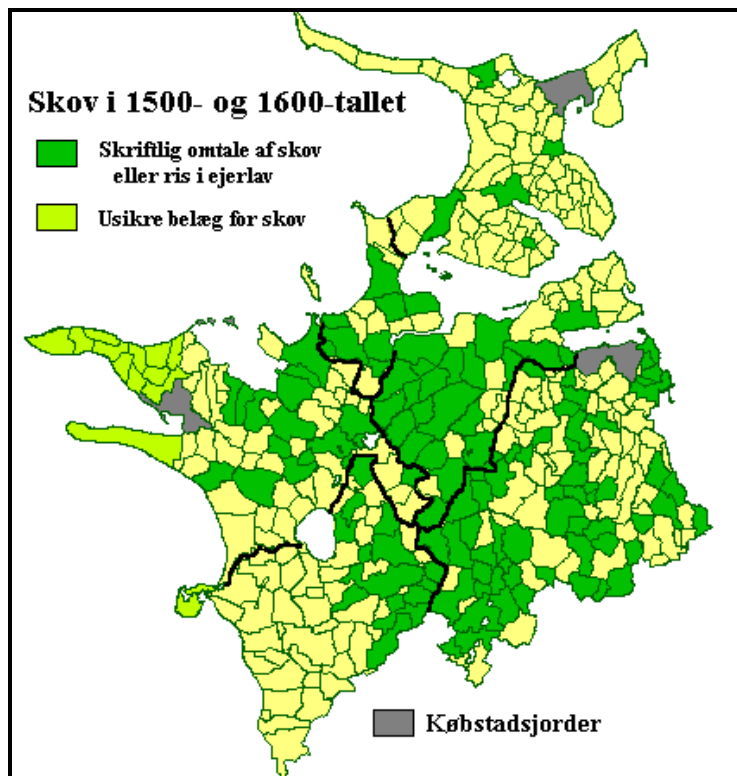 Skov i 1500- og 1600-tallet
Skriftlig omtale af skov
eller ris i ejerlav
Usikre belæg for skov
Købstadsjorder